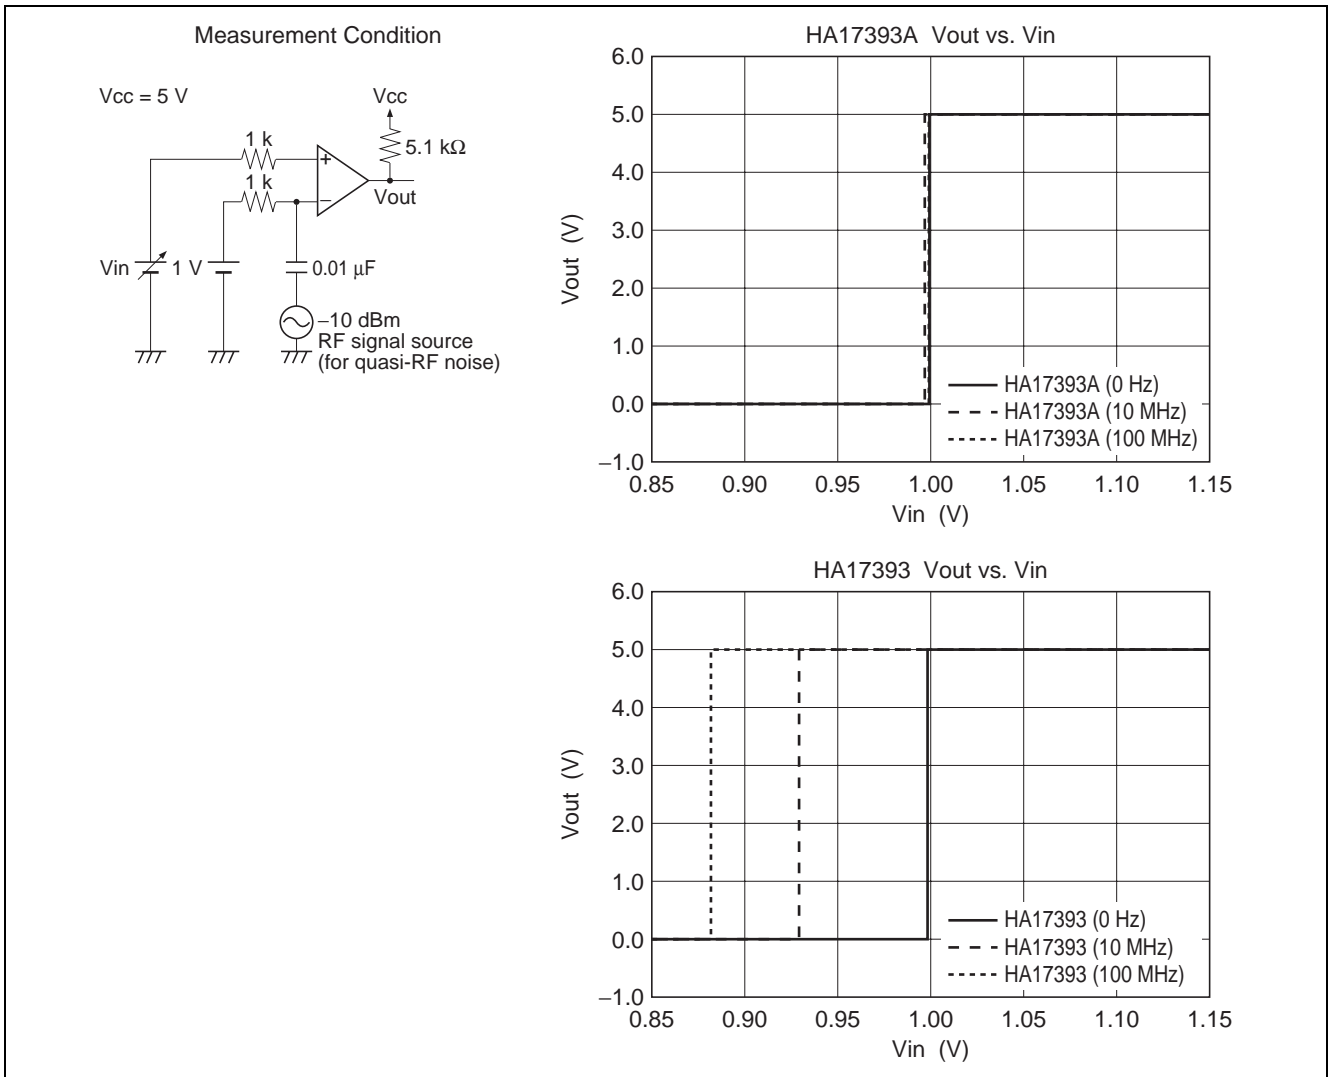 Measurement Condition
Vcc = 5 V
Vcc
5.1 kΩ
1 k
+
1 k
−
Vout
Vin
1 V
0.01 μF
−10 dBm
RF signal source
(for quasi-RF noise)
HA17393A Vout vs. Vin
6.0
5.0
4.0
3.0
2.0
1.0
0.0
−1.0
Vout (V)
HA17393A (0 Hz)
HA17393A (10 MHz)
HA17393A (100 MHz)
0.85 0.90 0.95 1.00 1.05 1.10 1.15
Vin (V)
HA17393 Vout vs. Vin
6.0
5.0
4.0
3.0
2.0
1.0
0.0
−1.0
Vout (V)
HA17393 (0 Hz)
HA17393 (10 MHz)
HA17393 (100 MHz)
0.85 0.90 0.95 1.00 1.05 1.10 1.15
Vin (V)